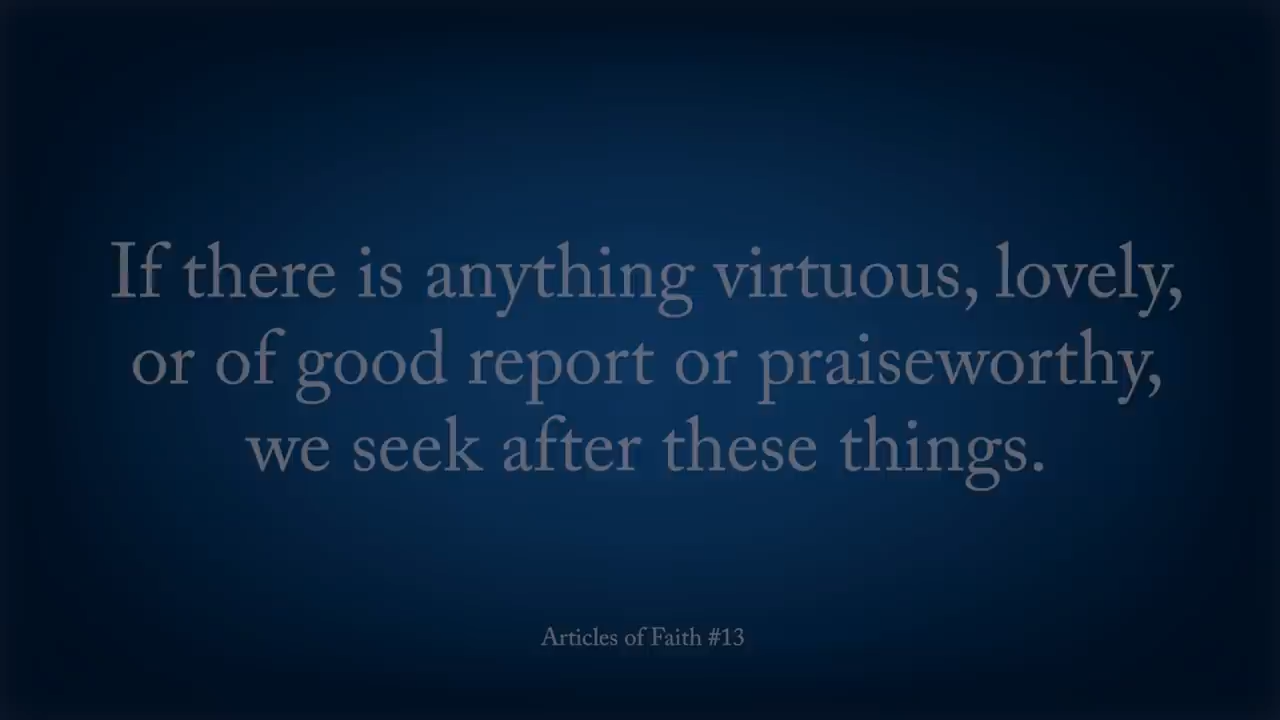 If there is anything virtuous, lovely,
or of good report or praiseworthy,
we seek after these things.
Articles of Faith #13